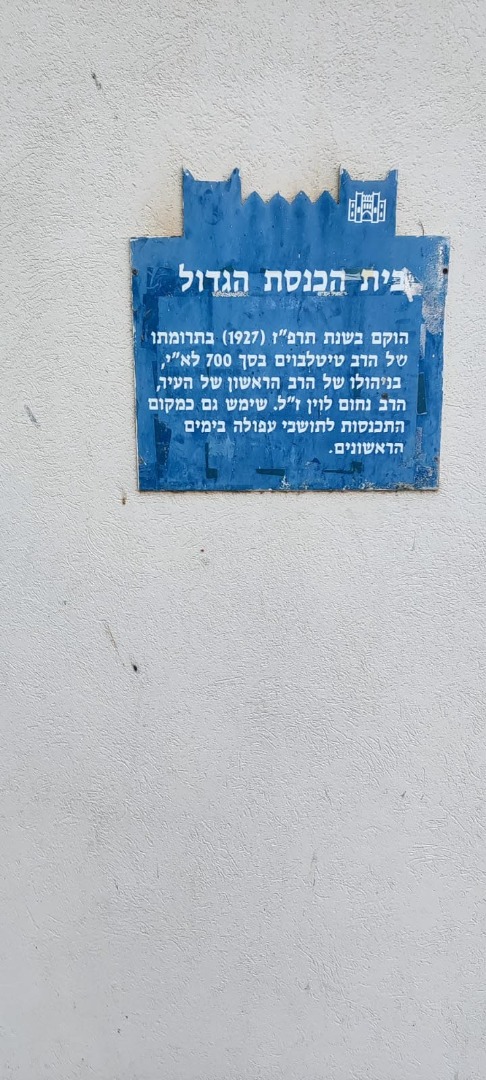 בית הכנסת הגדול
הוקם בשנת תרפ"ז (1927) בתרומתו
של הרב טיטלבוים בסך 700 לא"י,
בניהולו של הרב הראשון של העיר,
הרב נחום לוין ז"ל. שימש גם כמקום
התכנסות לתושבי עפולה בימים
הראשונים.